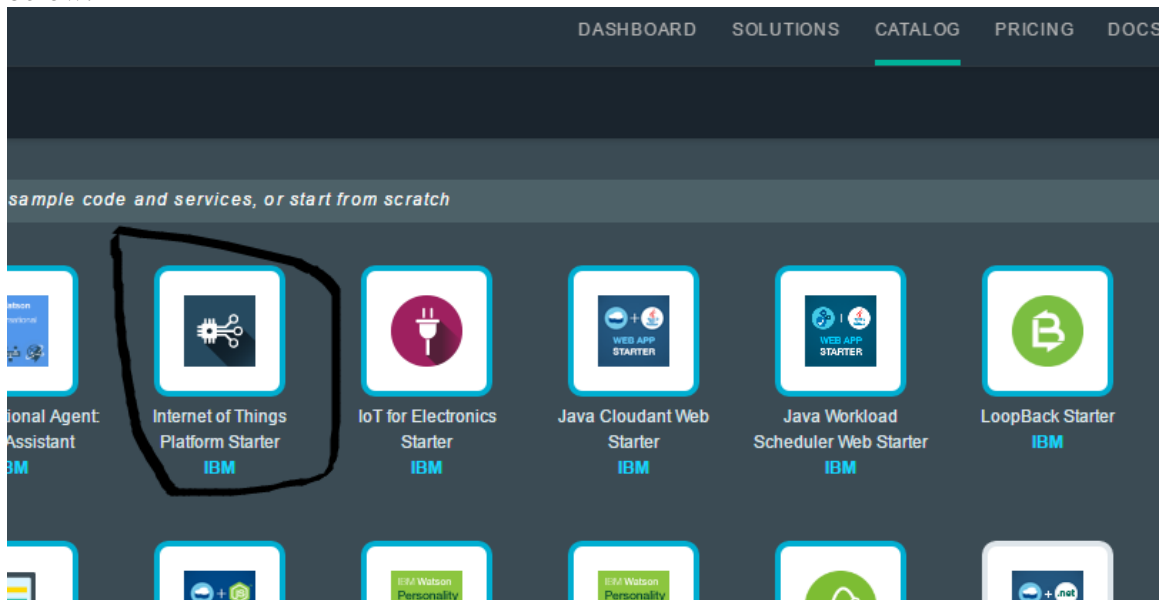 DASHBOARD SOLUTIONS CATALOG PRICING DOCS
sample code and services, or start from scratch
WEB APP
STARTER
WEB APP
STARTER
ional Agent:
Assistant
Internet of Things
Platform Starter
IBM
IoT for Electronics
Starter
IBM
Java Cloudant Web
Starter
IBM
Java Workload
Scheduler Web Starter
IBM
LoopBack Starter
IBM
IBM Watson
Personality
IBM Watson
Personality
.net